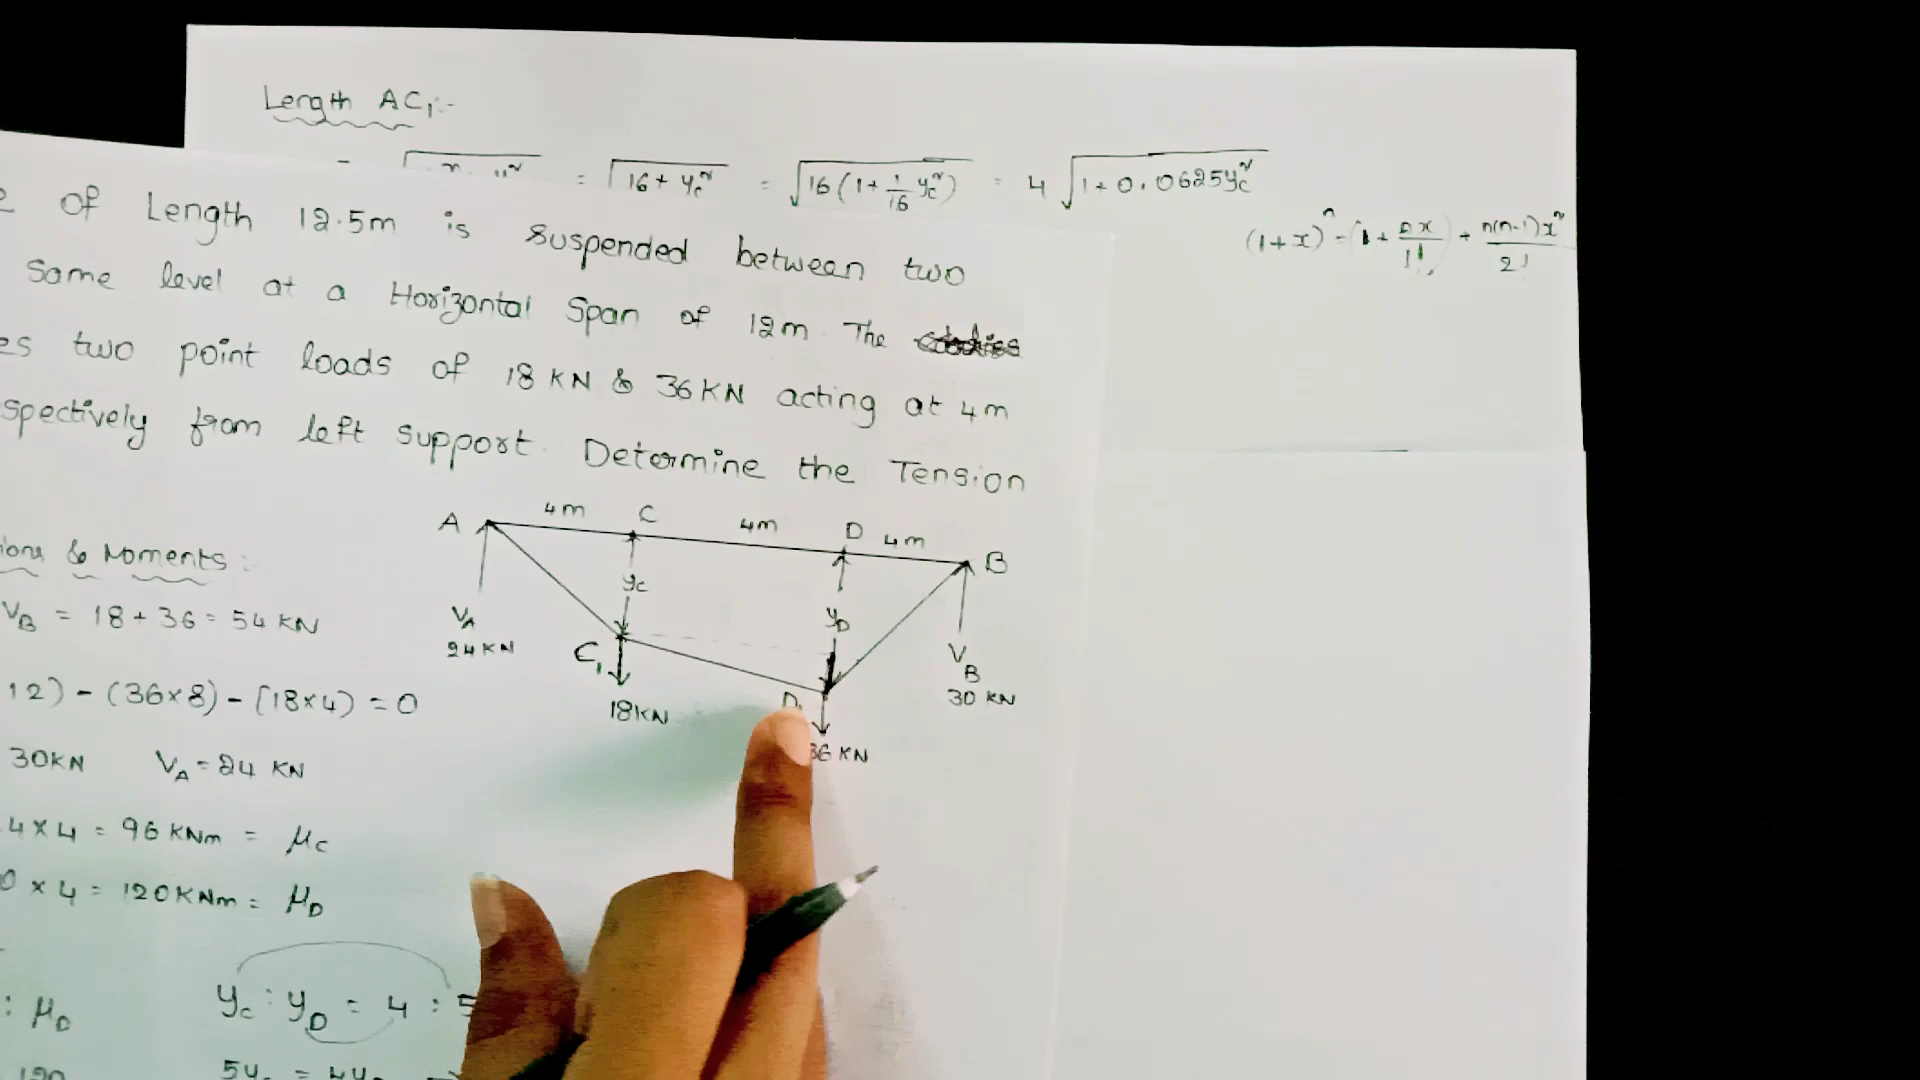 Length AC₁:-
= √16 + yc² = √16(1 + 1/16 yc²) = 4 √1 + 0.0625yc²
(1+x)ⁿ = 1 + nx/1! + n(n-1)x²/2!
of Length 12.5m is suspended between two
same level at a Horizontal Span of 12m. The
es two point loads of 18 KN & 36 KN acting at 4m
spectively from left support. Determine the Tension
A 4m C 4m D 4m B
ions & Moments:
yc yD
VB = 18 + 36 = 54 KN
VA VB
24 KN C₁ 30 KN
12) - (36×8) - (18×4) = 0
18KN D₁
36 KN
30KN VA = 24 KN
4 × 4 = 96 KNm = μc
0 × 4 = 120 KNm = μD
: μD yc : yD = 4 : 5
120 5y = 4y